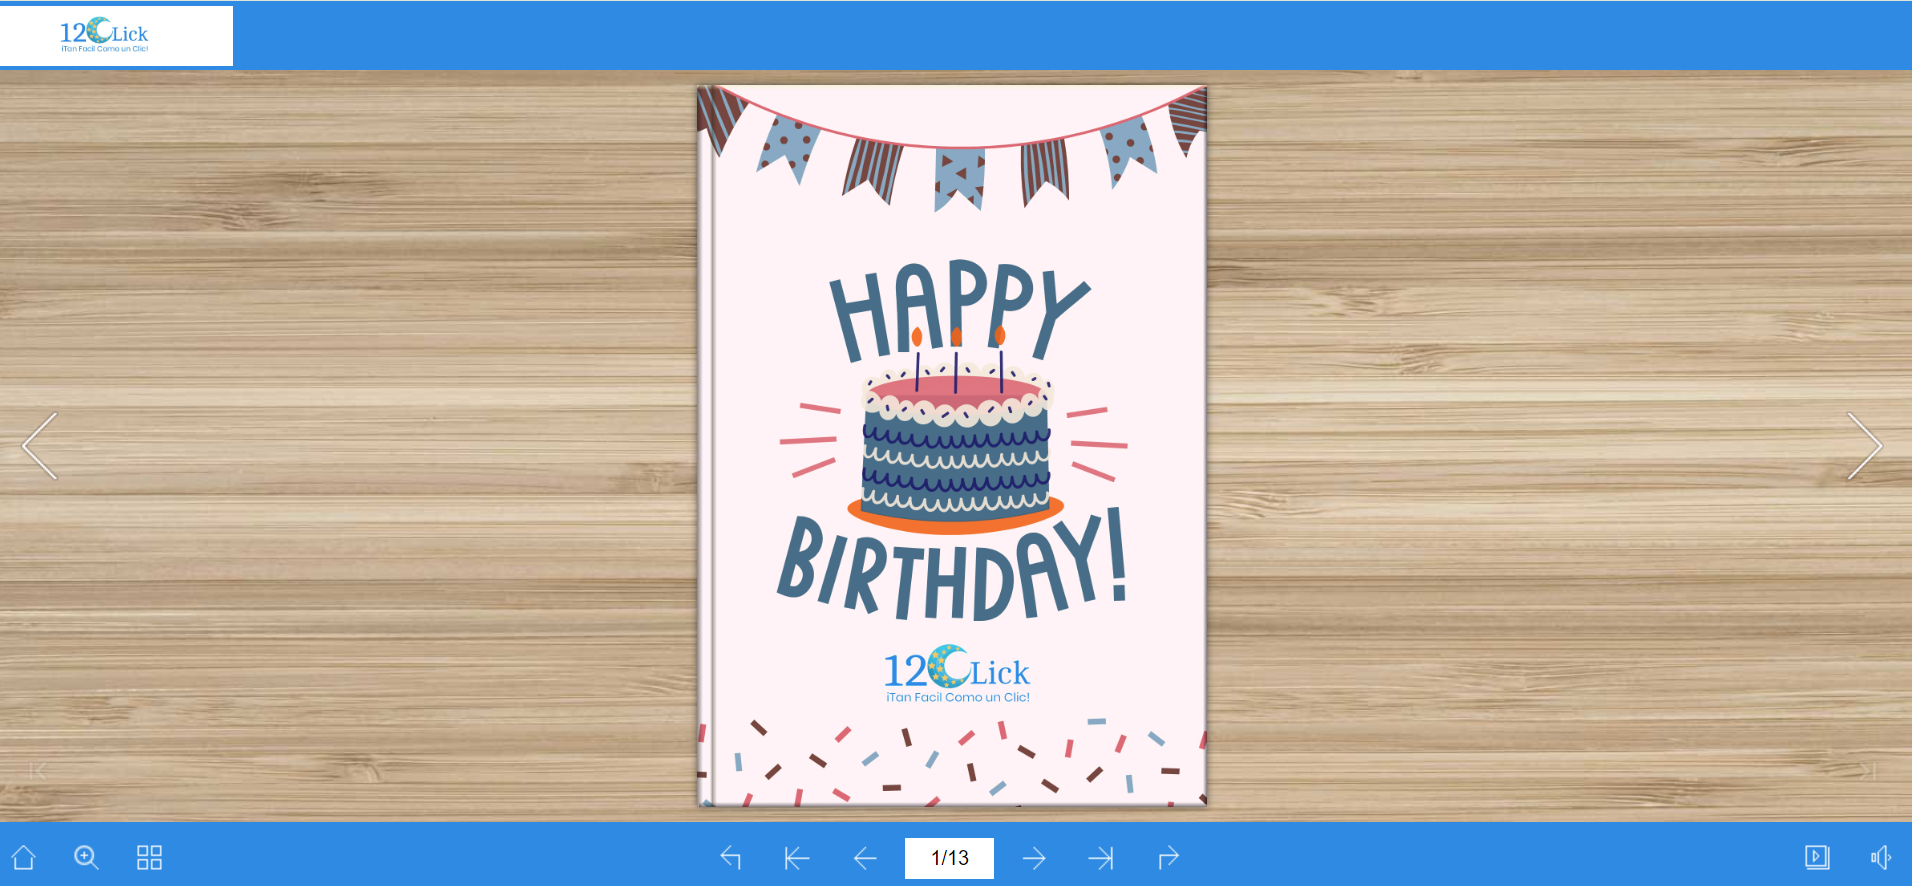 12CLick
¡Tan Facil Como un Clic!
HAPPY
BIRTHDAY!
12CLick
¡Tan Facil Como un Clic!
1/13